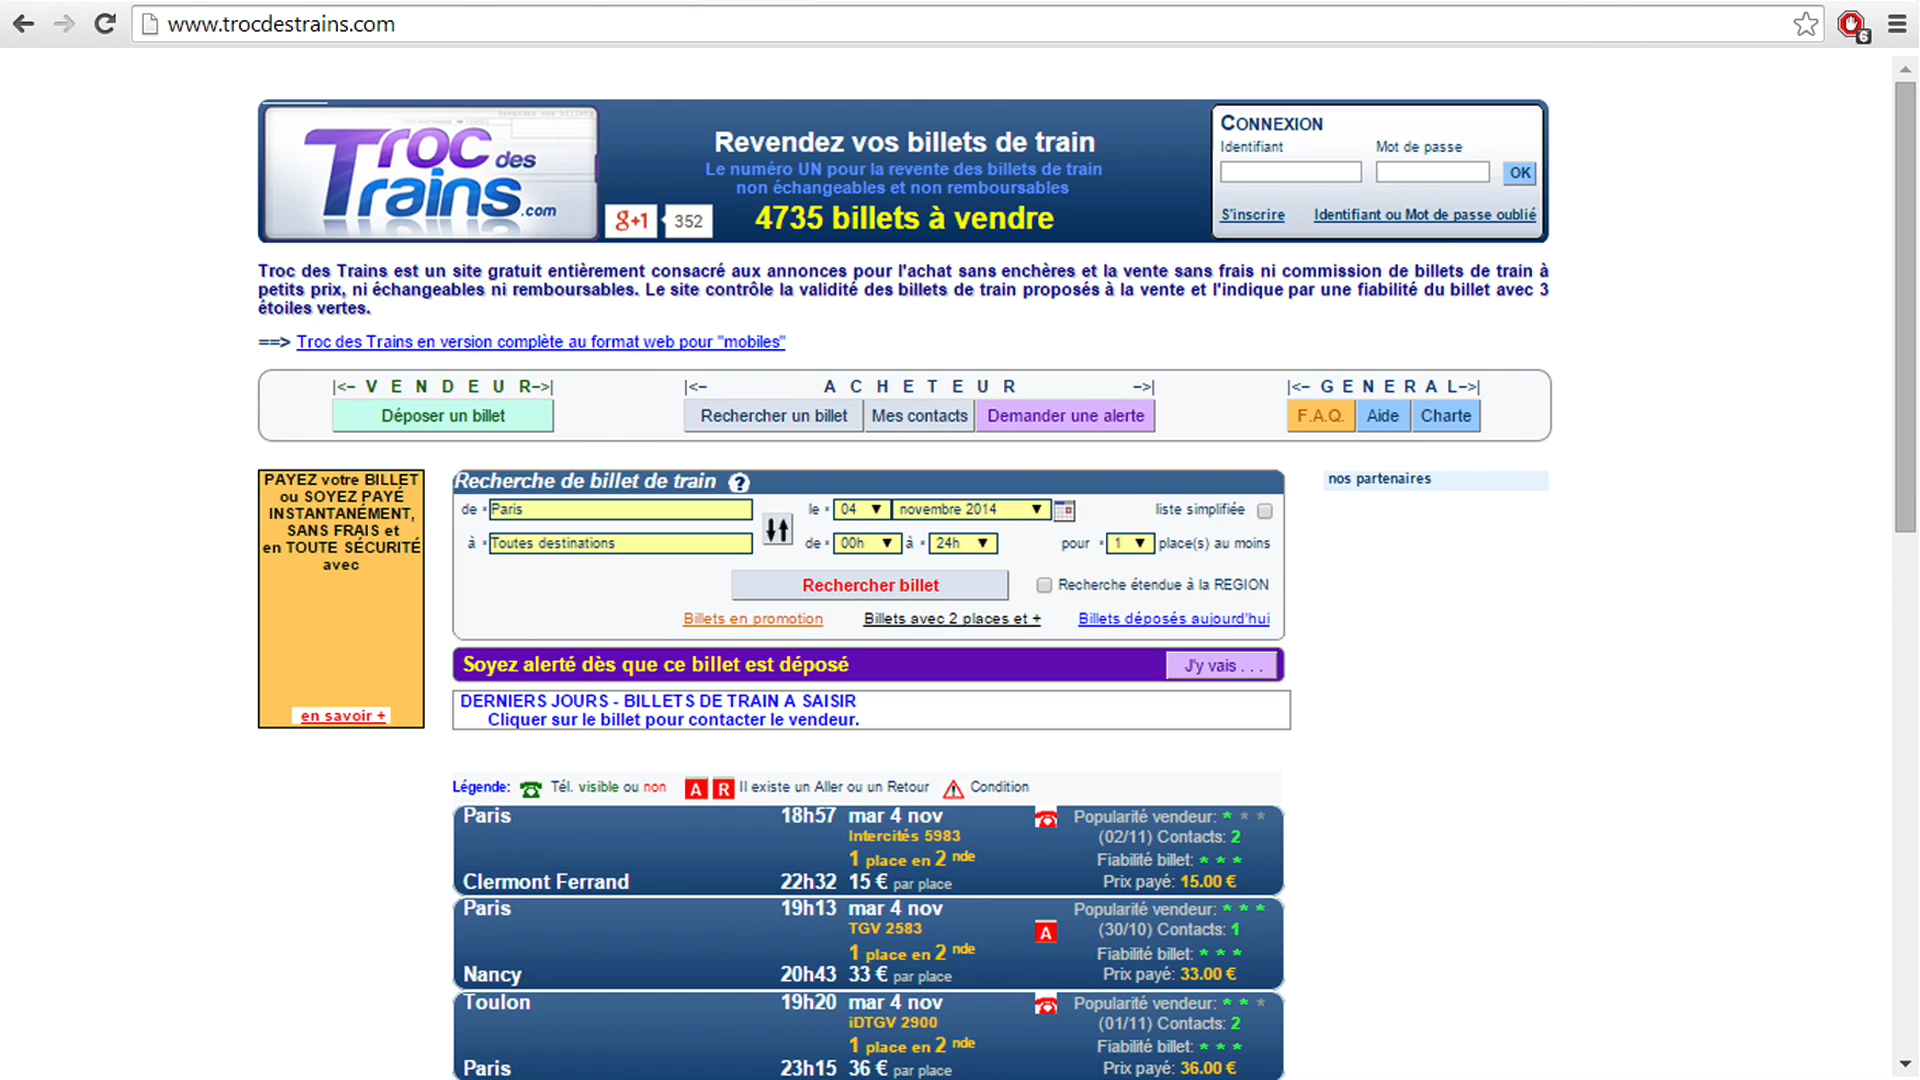 www.trocdestrains.com
6
Troc des
Trains.com
g+1 352
Revendez vos billets de train
Le numéro UN pour la revente des billets de train
non échangeables et non remboursables
4735 billets à vendre
CONNEXION
Identifiant Mot de passe
OK
S'inscrire Identifiant ou Mot de passe oublié
Troc des Trains est un site gratuit entièrement consacré aux annonces pour l'achat sans enchères et la vente sans frais ni commission de billets de train à
petits prix, ni échangeables ni remboursables. Le site contrôle la validité des billets de train proposés à la vente et l'indique par une fiabilité du billet avec 3
étoiles vertes.
==> Troc des Trains en version complète au format web pour "mobiles"
|<– V E N D E U R–>| |<– A C H E T E U R –>| |<– G E N E R A L–>|
Déposer un billet Rechercher un billet Mes contacts Demander une alerte F.A.Q. Aide Charte
PAYEZ votre BILLET
ou SOYEZ PAYÉ
INSTANTANÉMENT,
SANS FRAIS et
en TOUTE SÉCURITÉ
avec
en savoir +
Recherche de billet de train ?
de * Paris le * 04 ▼ novembre 2014 ▼ liste simplifiée
à * Toutes destinations de * 00h ▼ à * 24h ▼ pour * 1 ▼ place(s) au moins
Rechercher billet Recherche étendue à la REGION
Billets en promotion Billets avec 2 places et + Billets déposés aujourd'hui
nos partenaires
Soyez alerté dès que ce billet est déposé J'y vais . . .
DERNIERS JOURS - BILLETS DE TRAIN A SAISIR
Cliquer sur le billet pour contacter le vendeur.
Légende: Tél. visible ou non A R Il existe un Aller ou un Retour Condition
Paris 18h57 mar 4 nov Popularité vendeur: * * *
Intercités 5983 (02/11) Contacts: 2
1 place en 2 nde Fiabilité billet: * * *
Clermont Ferrand 22h32 15 € par place Prix payé: 15.00 €
Paris 19h13 mar 4 nov Popularité vendeur: * * *
TGV 2583 A (30/10) Contacts: 1
1 place en 2 nde Fiabilité billet: * * *
Nancy 20h43 33 € par place Prix payé: 33.00 €
Toulon 19h20 mar 4 nov Popularité vendeur: * * *
iDTGV 2900 (01/11) Contacts: 2
1 place en 2 nde Fiabilité billet: * * *
Paris 23h15 36 € par place Prix payé: 36.00 €